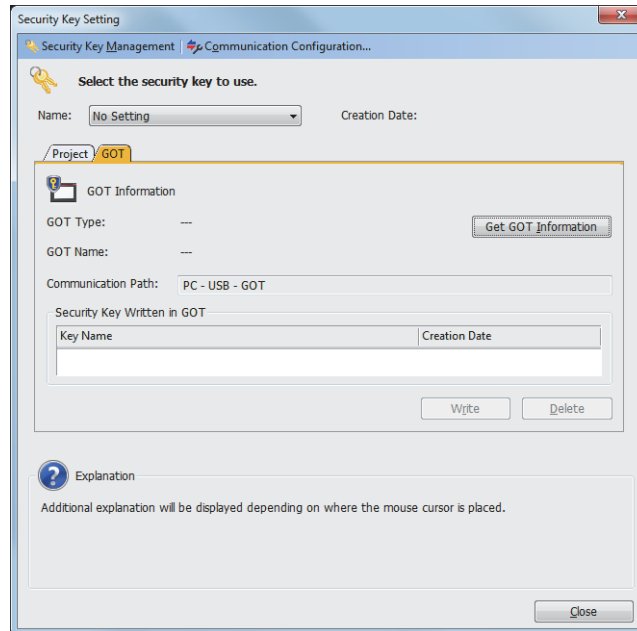 Security Key Setting
Security Key Management Communication Configuration...
Select the security key to use.
Name: No Setting Creation Date:
Project GOT
GOT Information
GOT Type: --- Get GOT Information
GOT Name: ---
Communication Path: PC - USB - GOT
Security Key Written in GOT
Key Name Creation Date
Write Delete
Explanation
Additional explanation will be displayed depending on where the mouse cursor is placed.
Close